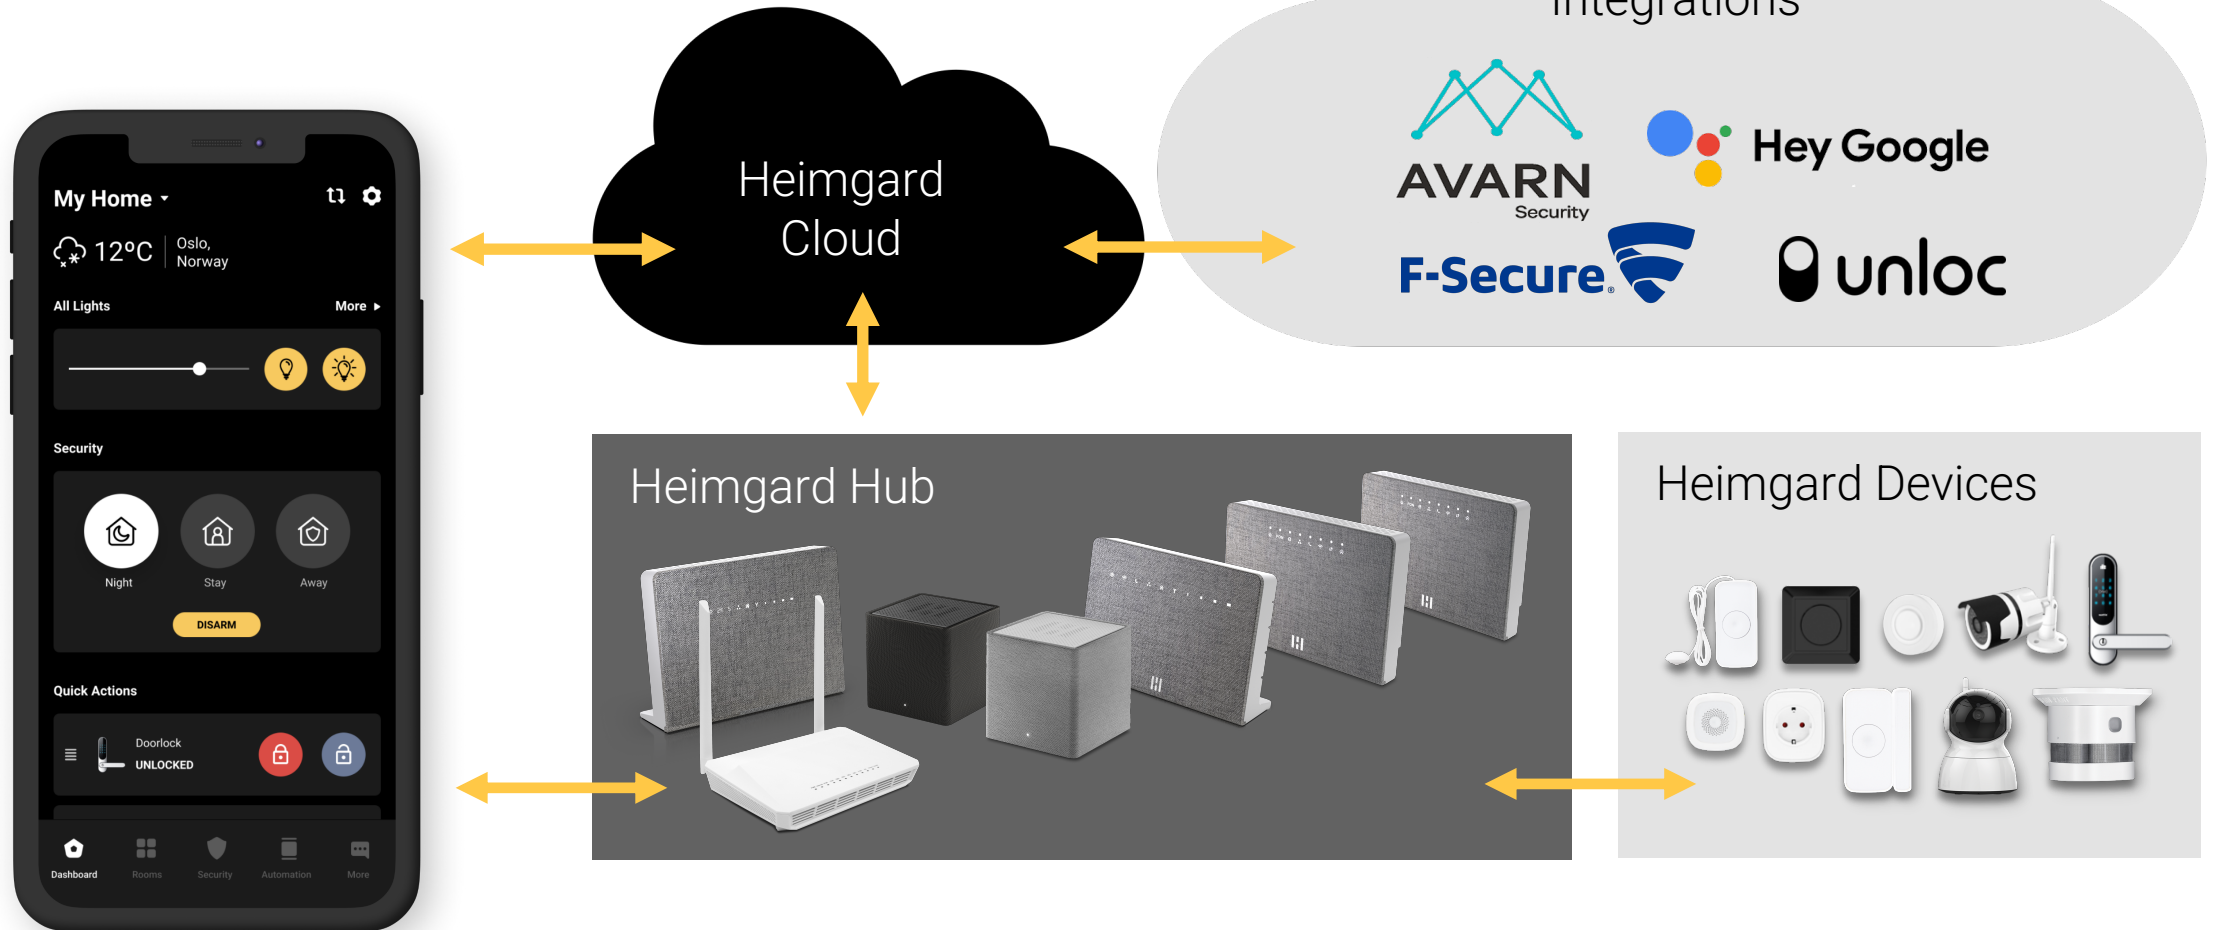 My Home
12°C
Oslo,
Norway
All Lights
More
Security
Night
Stay
Away
DISARM
Quick Actions
Doorlock
UNLOCKED
Dashboard
Rooms
Security
Automation
More
Heimgard
Cloud
Integrations
AVARN
Security
Hey Google
F-Secure
unloc
Heimgard Hub
Heimgard Devices